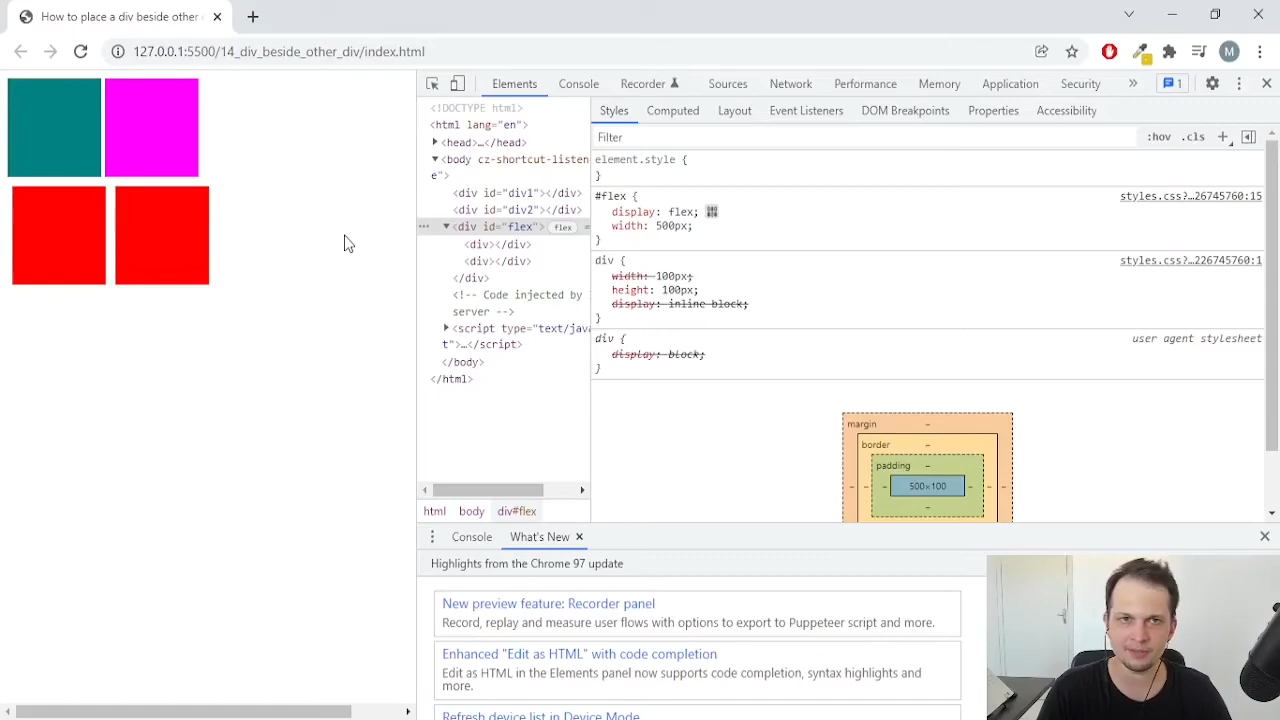 How to place a div beside other
127.0.0.1:5500/14_div_beside_other_div/index.html
M
Elements Console Recorder Sources Network Performance Memory Application Security 1
<!DOCTYPE html>
<html lang="en">
<head>…</head>
<body cz-shortcut-listen
e">
<div id="div1"></div>
<div id="div2"></div>
<div id="flex"> flex =
<div></div>
<div></div>
</div>
<!-- Code injected by
server -->
<script type="text/jav
t">…</script>
</body>
</html>
html body div#flex
Styles Computed Layout Event Listeners DOM Breakpoints Properties Accessibility
Filter :hov .cls
element.style {
}
#flex { styles.css?…26745760:15
display: flex;
width: 500px;
}
div { styles.css?…226745760:1
width: 100px;
height: 100px;
display: inline-block;
}
div { user agent stylesheet
display: block;
}
margin -
border -
padding -
- - - 500×100 - - -
-
Console What's New
Highlights from the Chrome 97 update
New preview feature: Recorder panel
Record, replay and measure user flows with options to export to Puppeteer script and more.
Enhanced "Edit as HTML" with code completion
Edit as HTML in the Elements panel now supports code completion, syntax highlights and
more.
Refresh device list in Device Mode